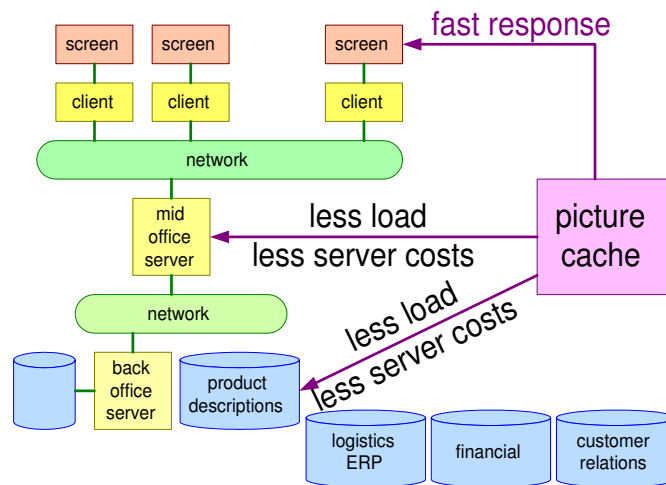 fast response
screen
screen
screen
client
client
client
network
mid
office
server
less load
less server costs
picture
cache
network
less load
less server costs
back
office
server
product
descriptions
logistics
ERP
financial
customer
relations